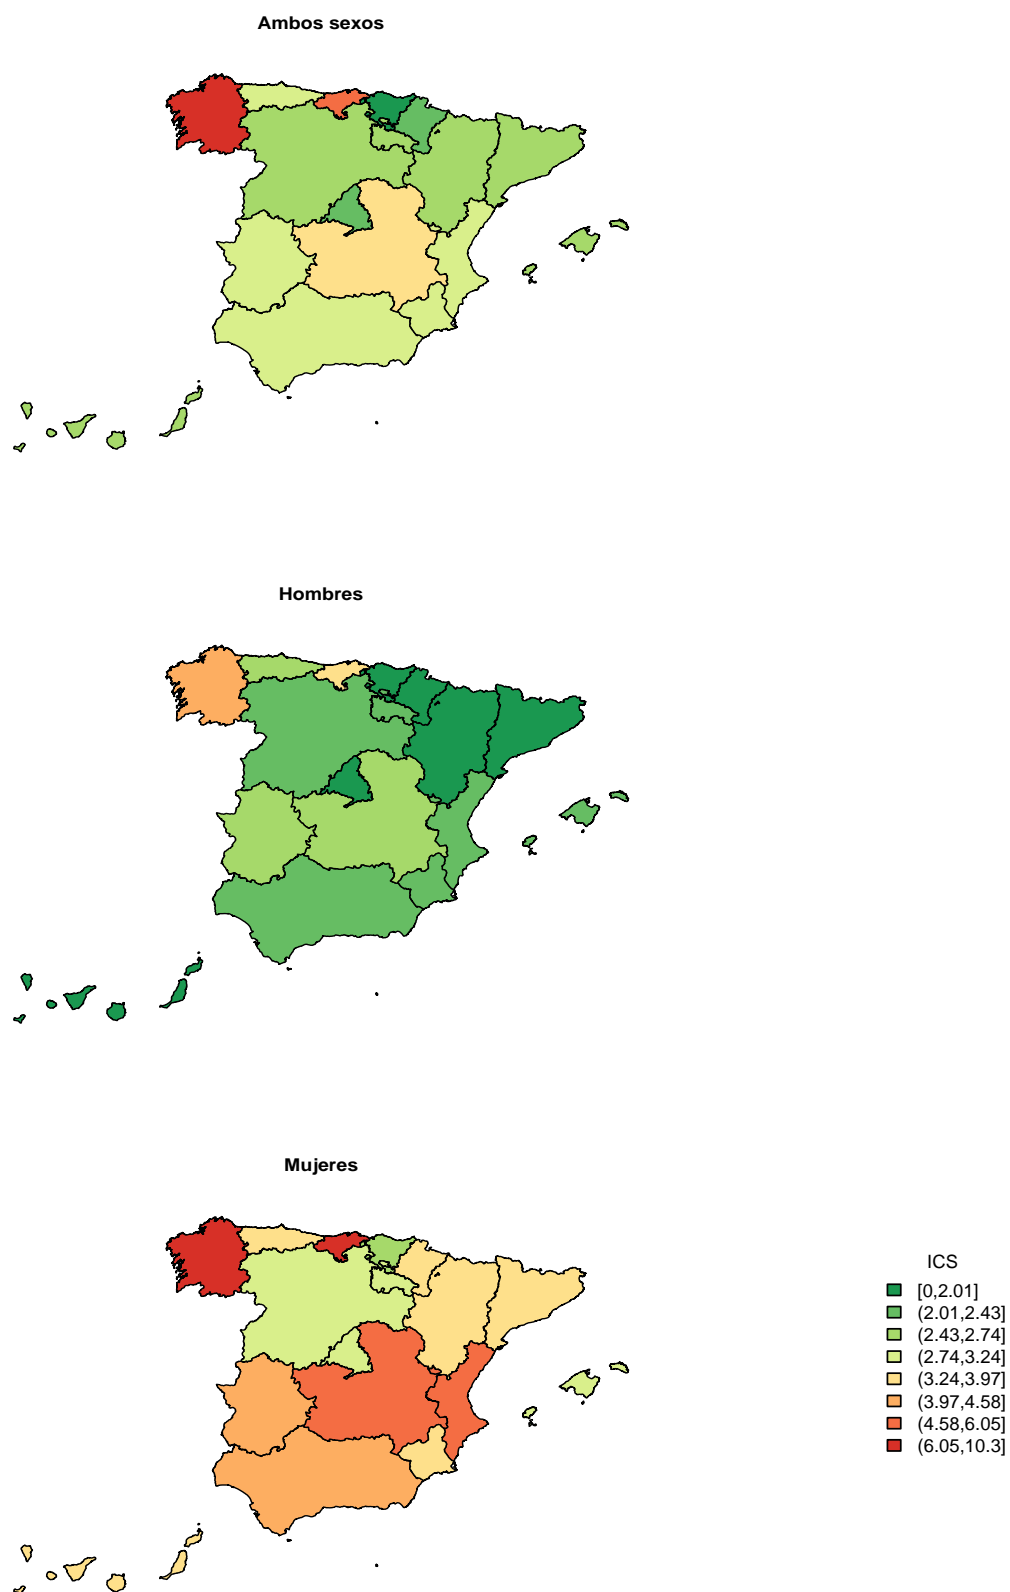 Ambos sexos
Hombres
Mujeres
ICS
[0,2.01]
(2.01,2.43]
(2.43,2.74]
(2.74,3.24]
(3.24,3.97]
(3.97,4.58]
(4.58,6.05]
(6.05,10.3]